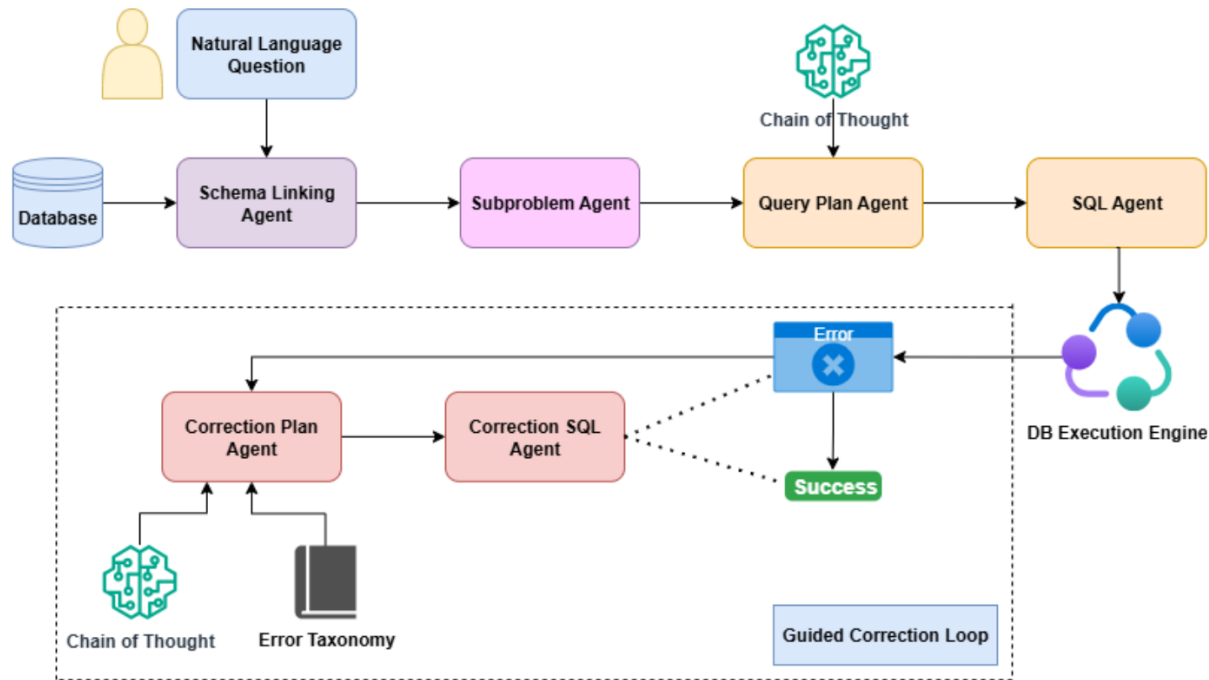 Natural Language
Question
Chain of Thought
Database
Schema Linking
Agent
Subproblem Agent
Query Plan Agent
SQL Agent
Error
DB Execution Engine
Correction Plan
Agent
Correction SQL
Agent
Success
Chain of Thought
Error Taxonomy
Guided Correction Loop